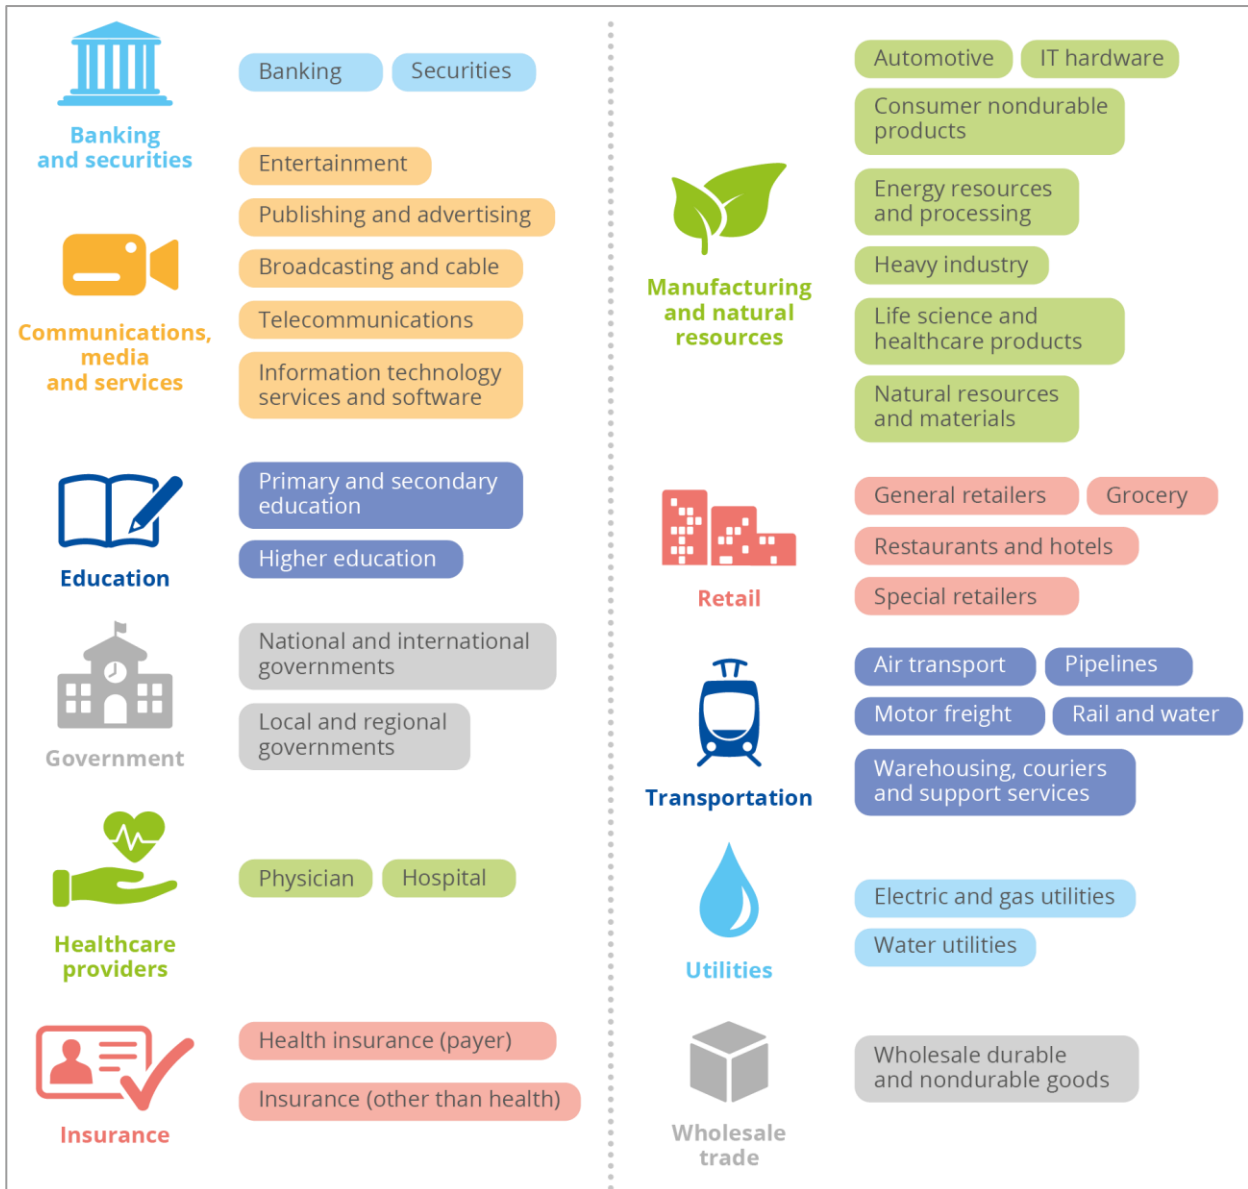 Banking
and securities
Banking
Securities
Communications,
media
and services
Entertainment
Publishing and advertising
Broadcasting and cable
Telecommunications
Information technology
services and software
Education
Primary and secondary
education
Higher education
Government
National and international
governments
Local and regional
governments
Healthcare
providers
Physician
Hospital
Insurance
Health insurance (payer)
Insurance (other than health)
Manufacturing
and natural
resources
Automotive
IT hardware
Consumer nondurable
products
Energy resources
and processing
Heavy industry
Life science and
healthcare products
Natural resources
and materials
Retail
General retailers
Grocery
Restaurants and hotels
Special retailers
Transportation
Air transport
Pipelines
Motor freight
Rail and water
Warehousing, couriers
and support services
Utilities
Electric and gas utilities
Water utilities
Wholesale
trade
Wholesale durable
and nondurable goods